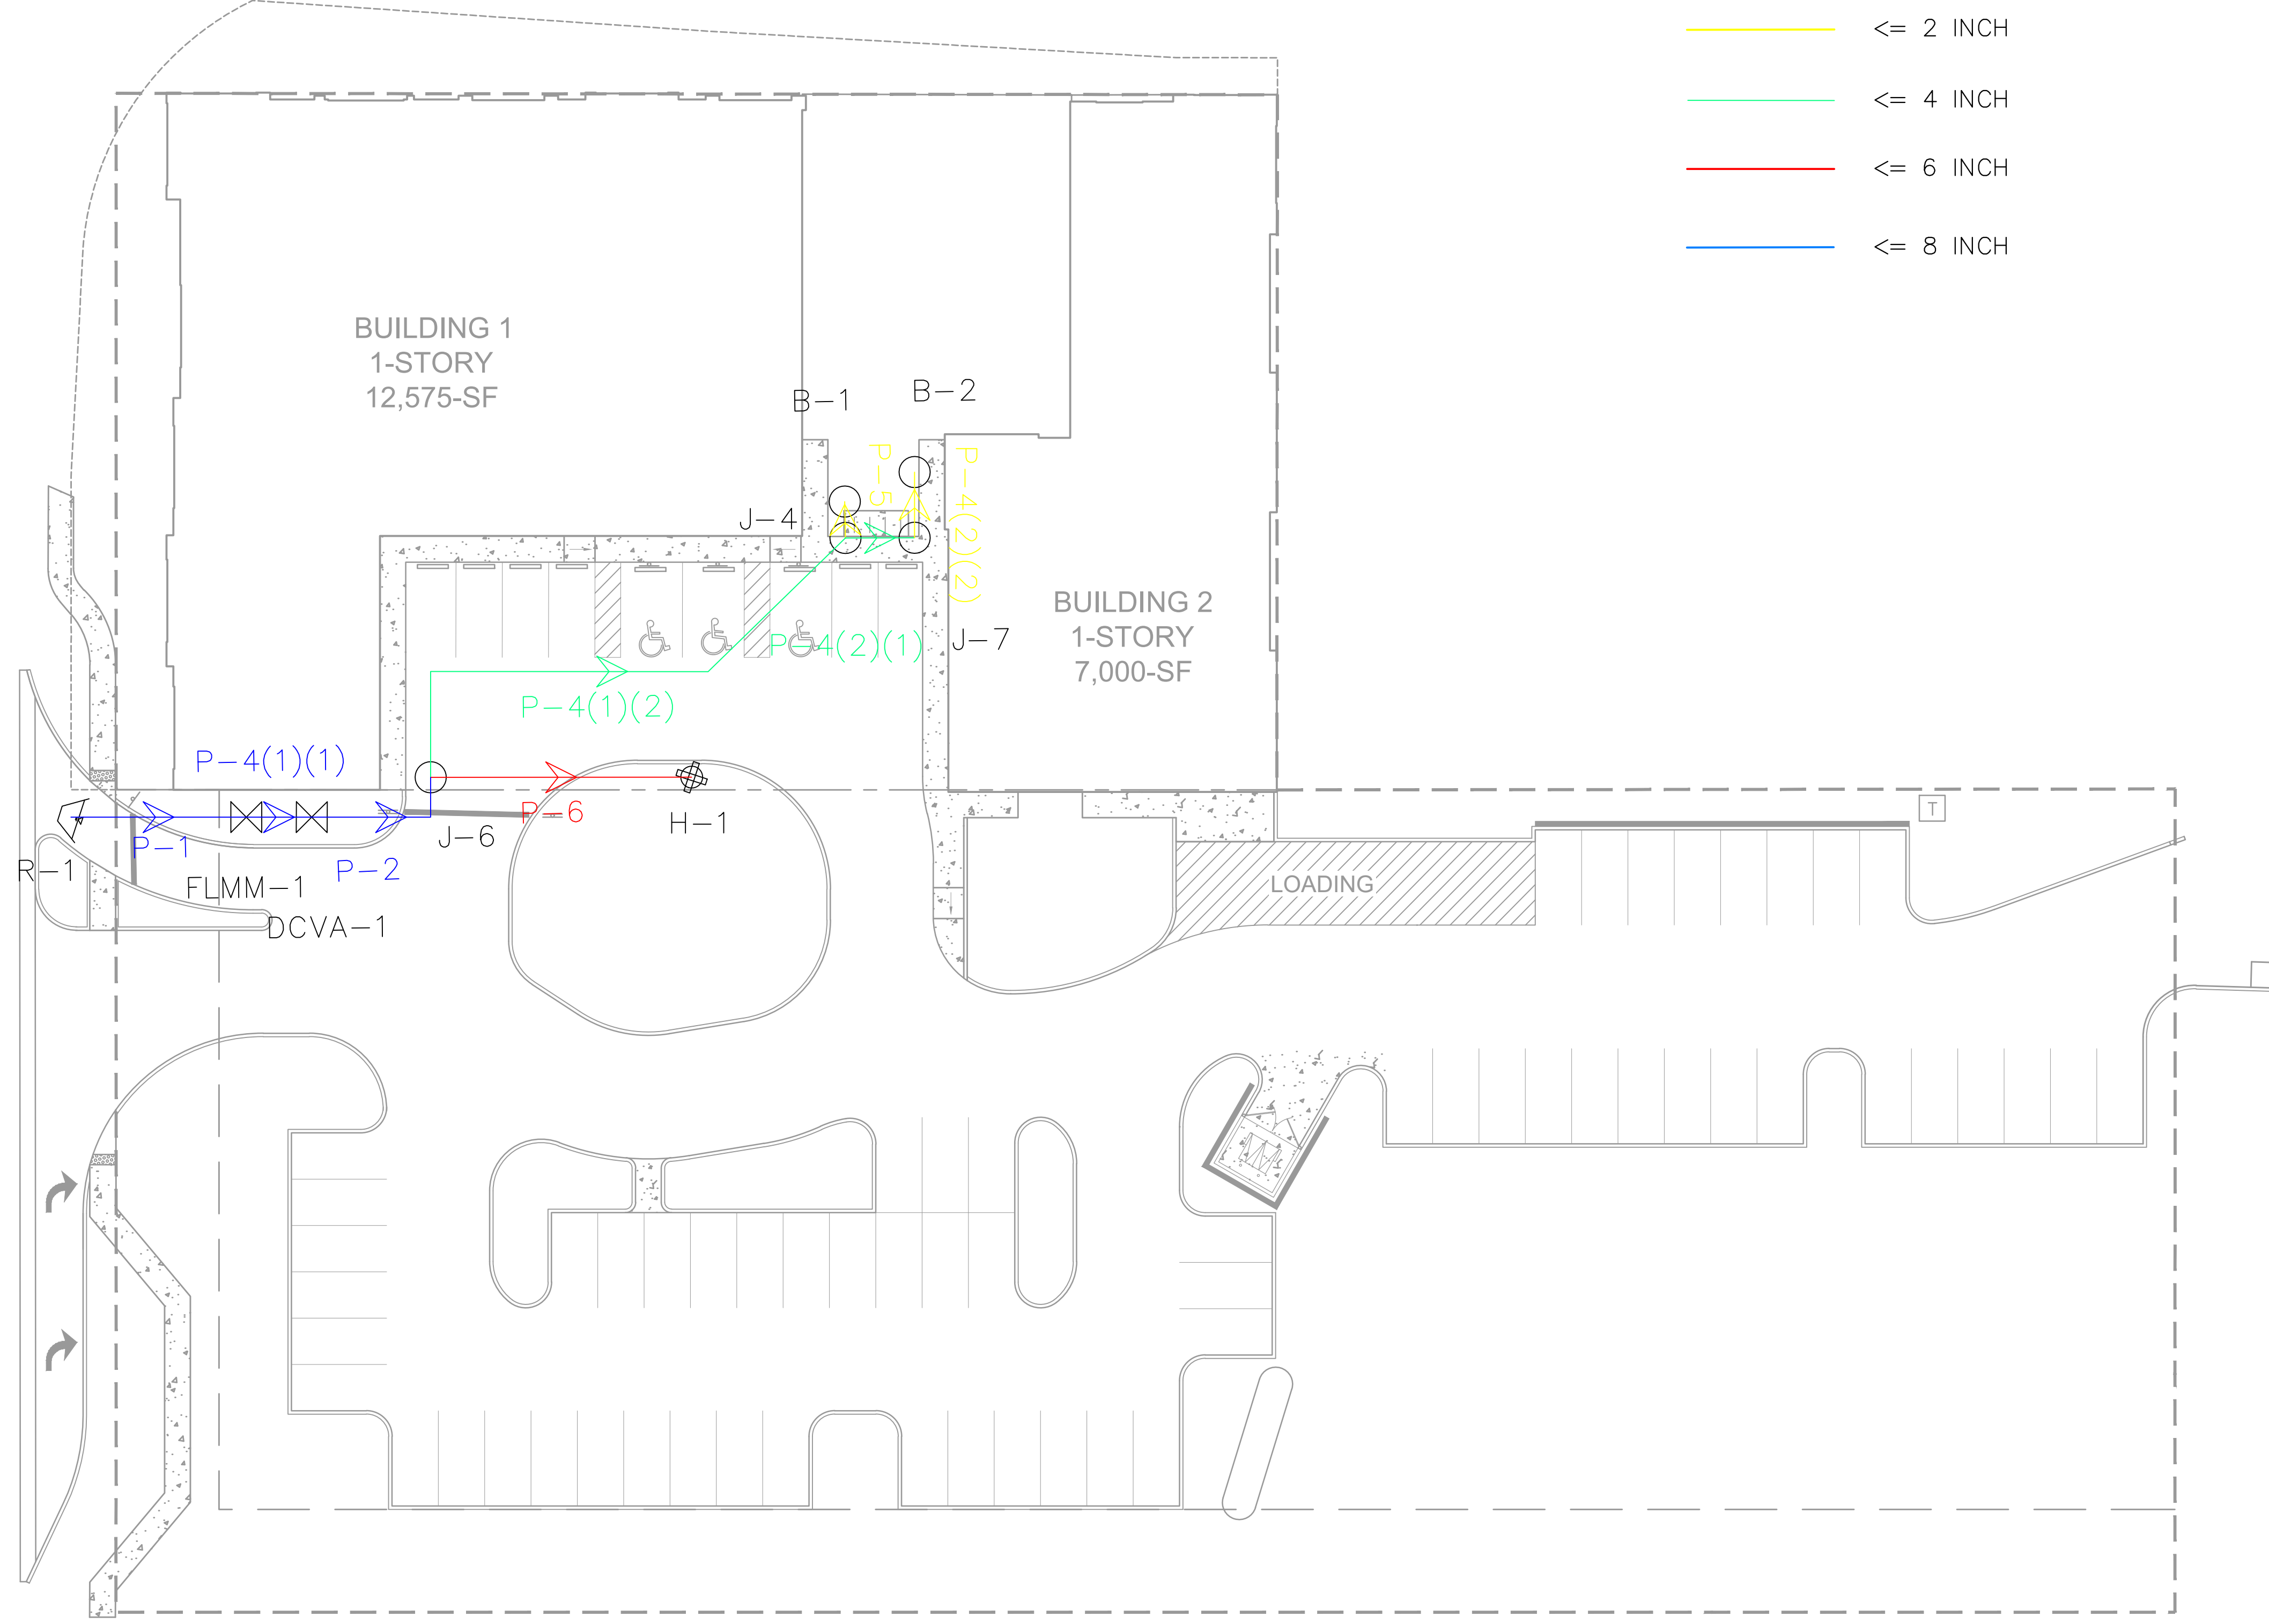 <= 2 INCH
<= 4 INCH
<= 6 INCH
<= 8 INCH
BUILDING 1
1-STORY
12,575-SF
B-1
B-2
P-5
P-4(2)(2)
J-4
BUILDING 2
1-STORY
7,000-SF
P-4(2)(1)
J-7
P-4(1)(2)
P-4(1)(1)
P-6
H-1
J-6
P-1
P-2
R-1
FLMM-1
DCVA-1
T
LOADING